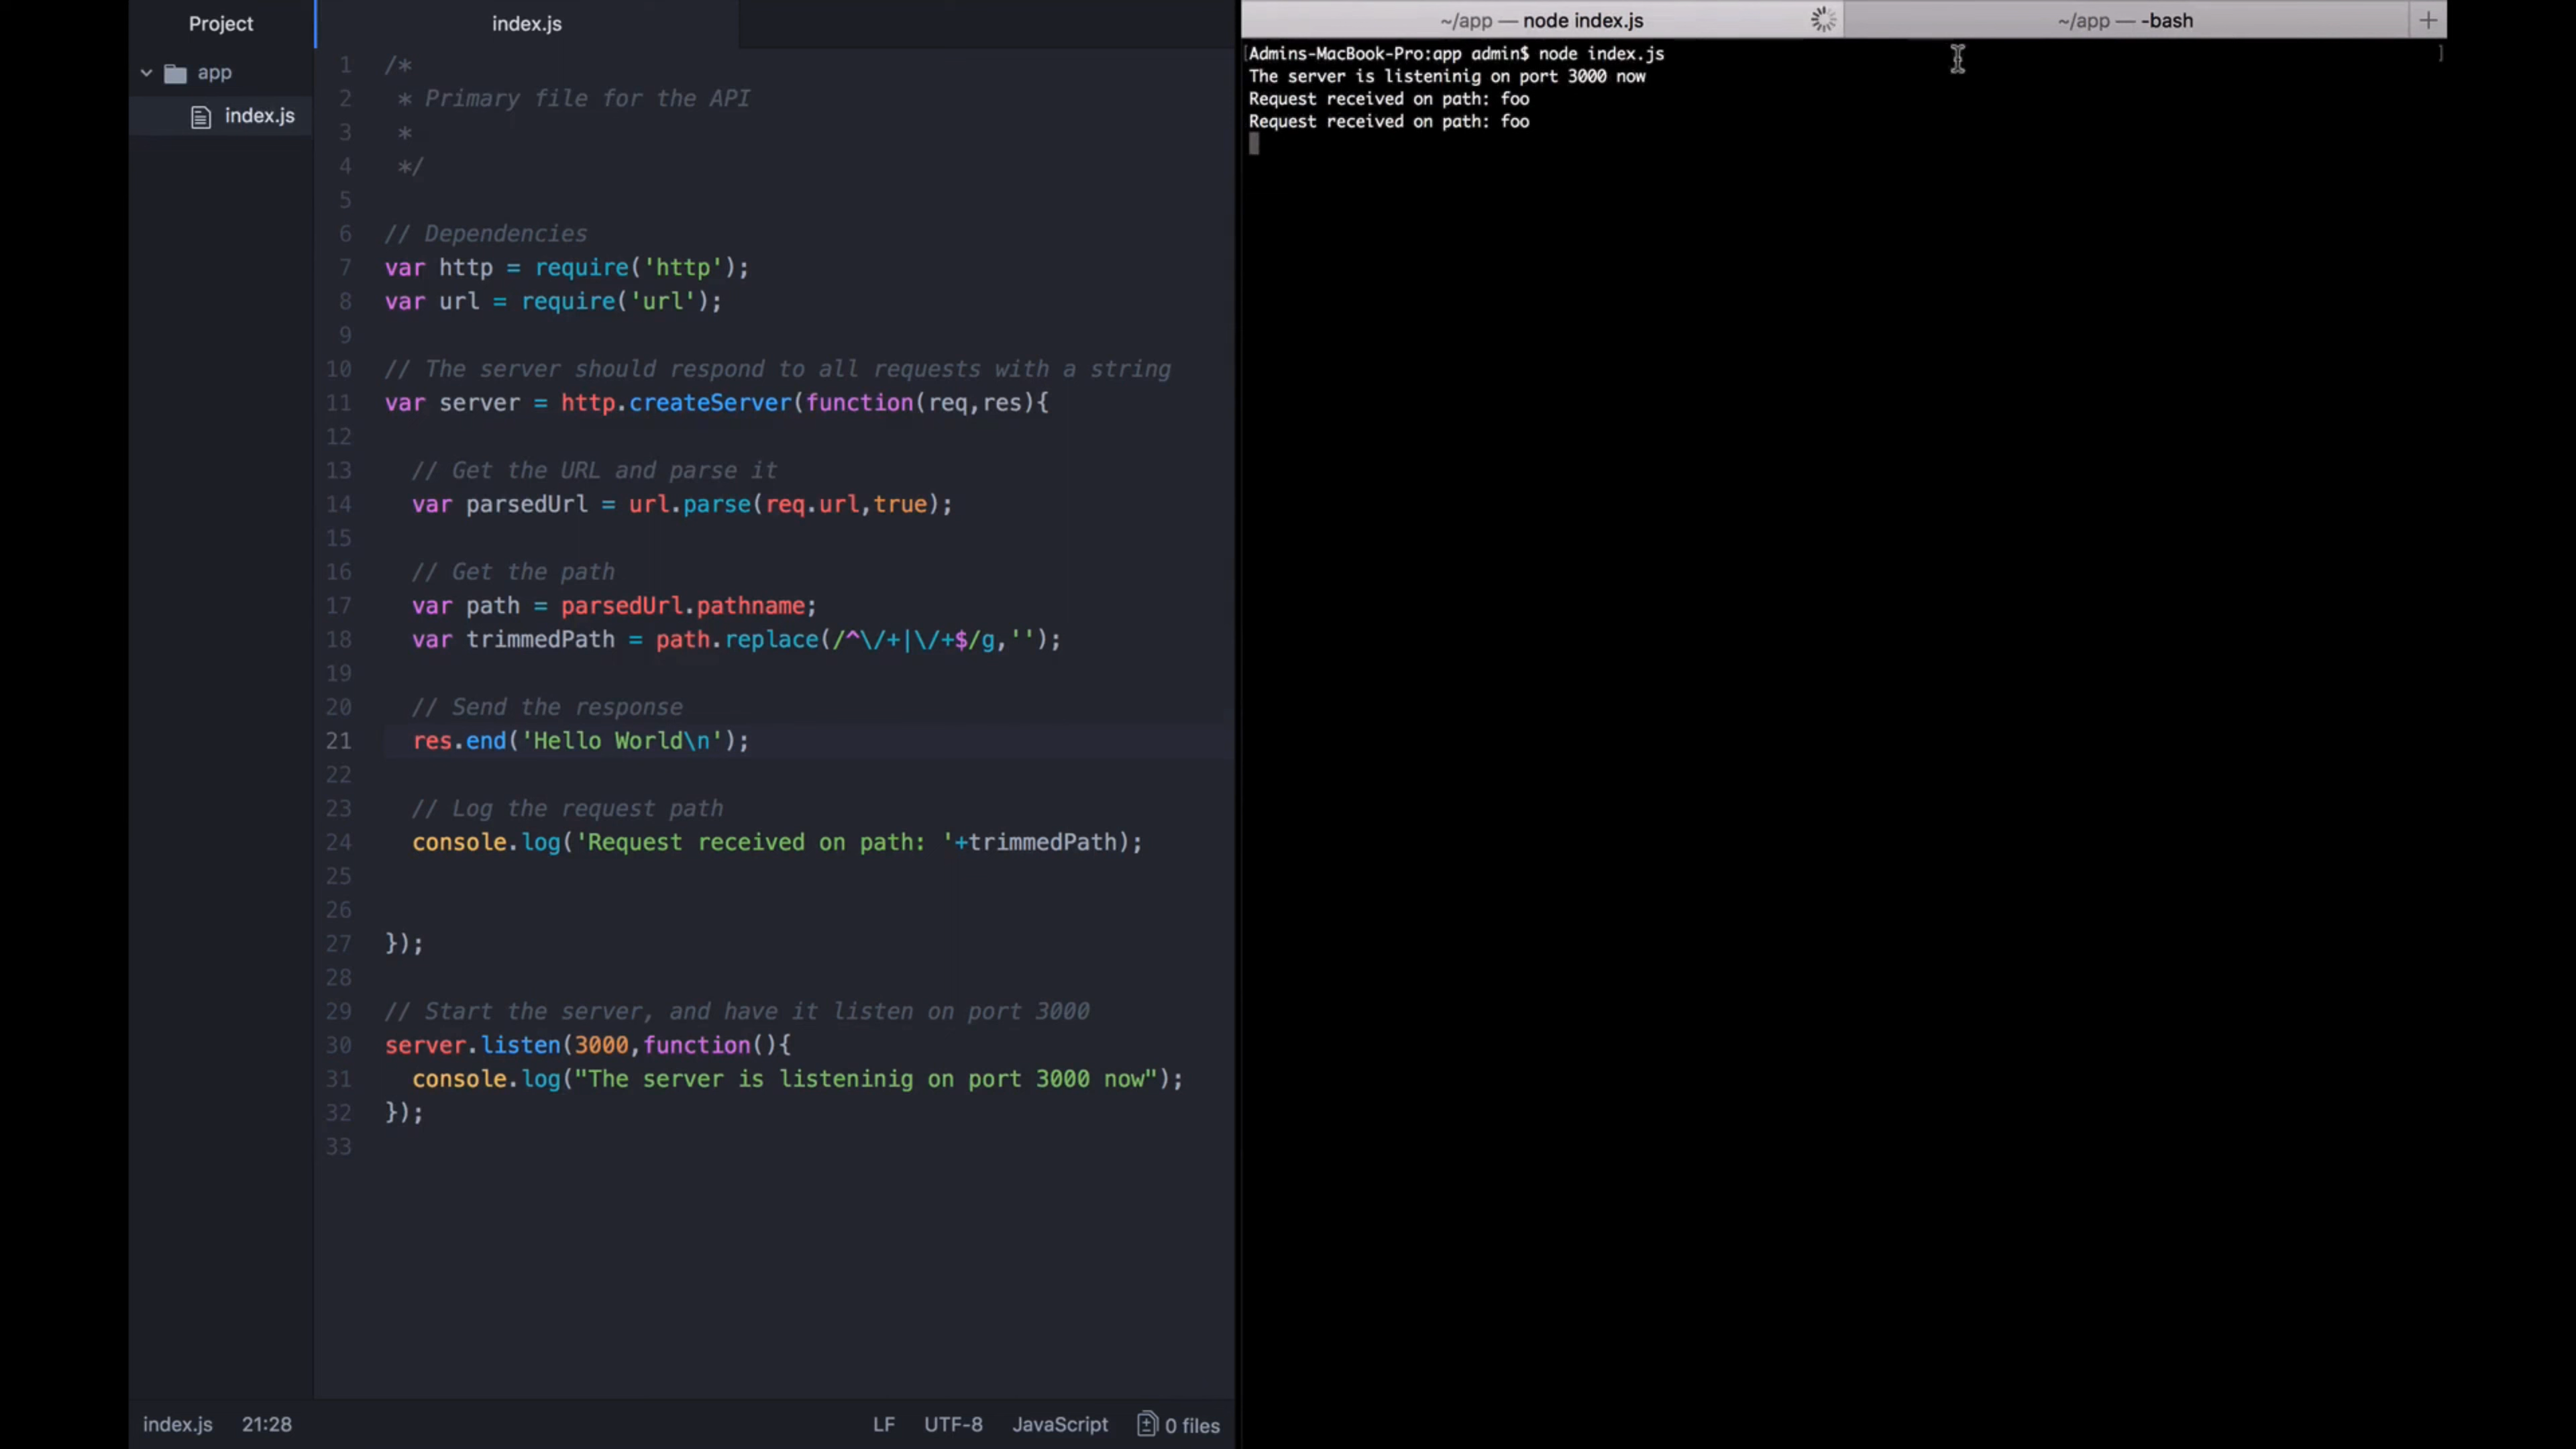 Project
app
index.js
index.js
1 /*
2  * Primary file for the API
3  *
4  */
5
6 // Dependencies
7 var http = require('http');
8 var url = require('url');
9
10 // The server should respond to all requests with a string
11 var server = http.createServer(function(req,res){
12
13   // Get the URL and parse it
14   var parsedUrl = url.parse(req.url,true);
15
16   // Get the path
17   var path = parsedUrl.pathname;
18   var trimmedPath = path.replace(/^\/+|\/+$/g,'');
19
20   // Send the response
21   res.end('Hello World\n');
22
23   // Log the request path
24   console.log('Request received on path: '+trimmedPath);
25
26
27 });
28
29 // Start the server, and have it listen on port 3000
30 server.listen(3000,function(){
31   console.log("The server is listeninig on port 3000 now");
32 });
33
index.js 21:28 LF UTF-8 JavaScript 0 files
~/app — node index.js ~/app — -bash +
[Admins-MacBook-Pro:app admin$ node index.js ]
The server is listeninig on port 3000 now
Request received on path: foo
Request received on path: foo